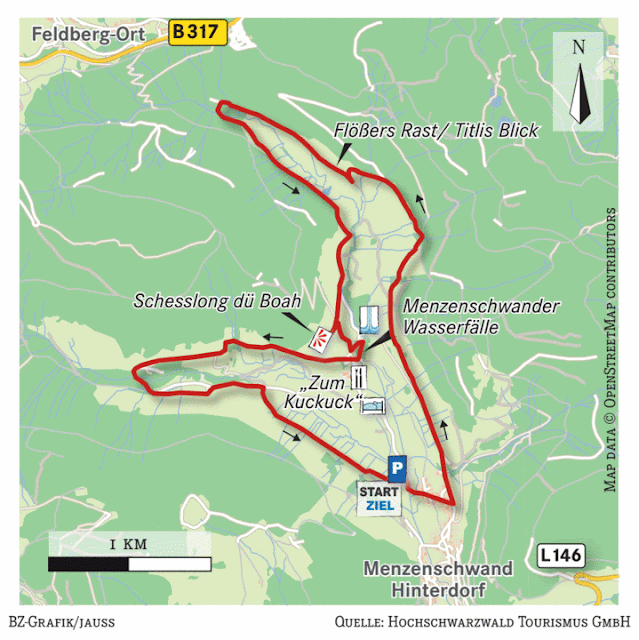 Feldberg-Ort
B 317
N
Flößers Rast/ Titlis Blick
Schesslong dü Boah
Menzenschwander
Wasserfälle
„Zum
Kuckuck“
P
START
ZIEL
1 KM
L146
Menzenschwand
Hinterdorf
MAP DATA © OPENSTREETMAP CONTRIBUTORS
BZ-GRAFIK/JAUSS
QUELLE: HOCHSCHWARZWALD TOURISMUS GMBH